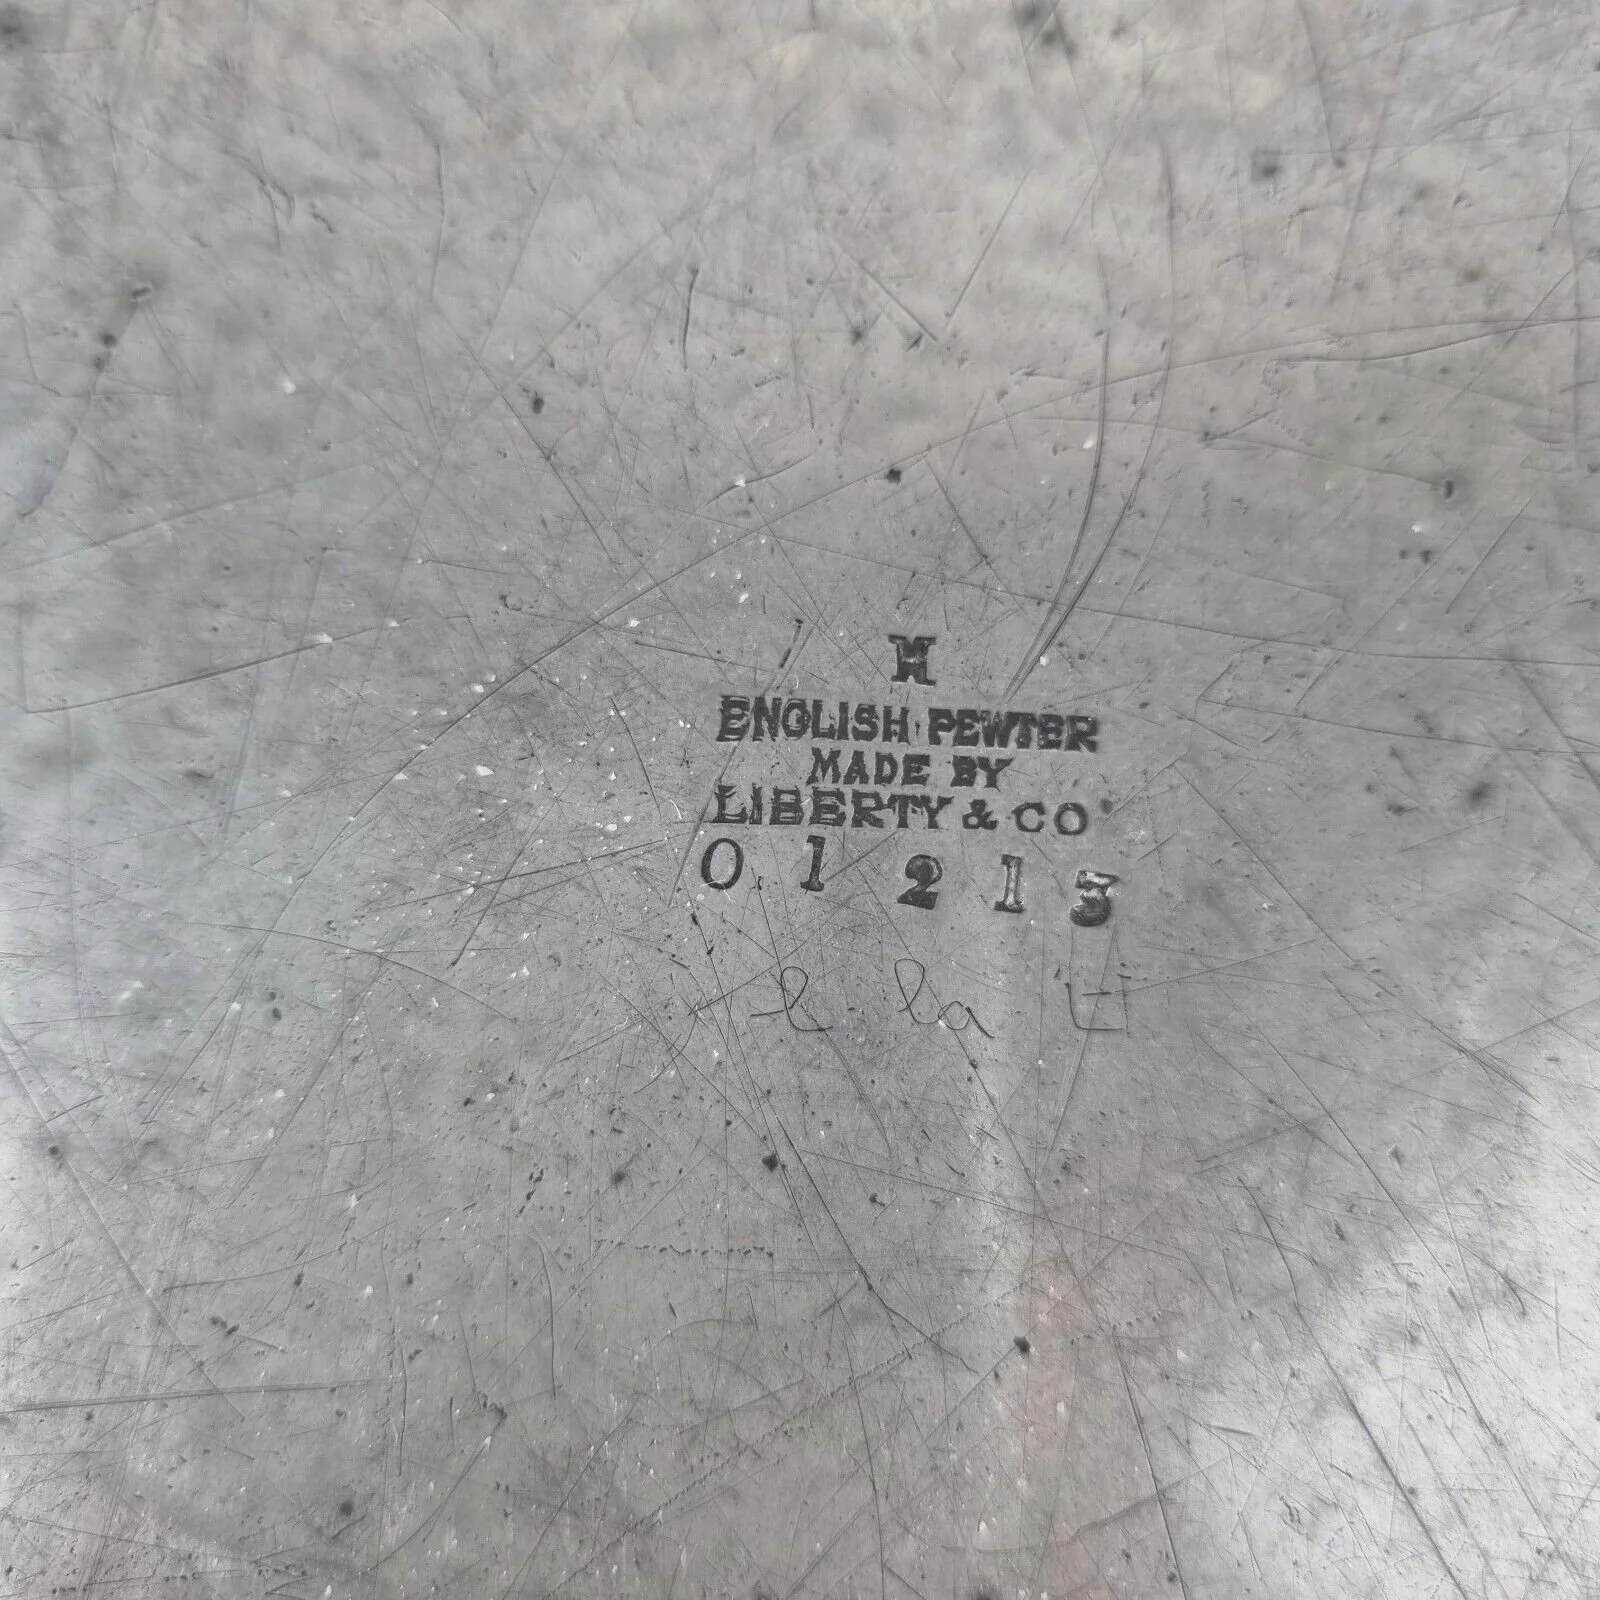 H
ENGLISH PEWTER
MADE BY
LIBERTY & CO
01213